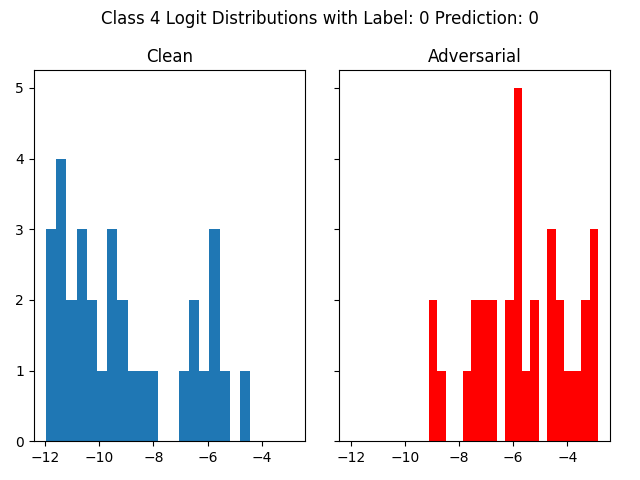 Class 4 Logit Distributions with Label: 0 Prediction: 0
Clean
Adversarial
5
4
3
2
1
0
−12 −10 −8 −6 −4
−12 −10 −8 −6 −4